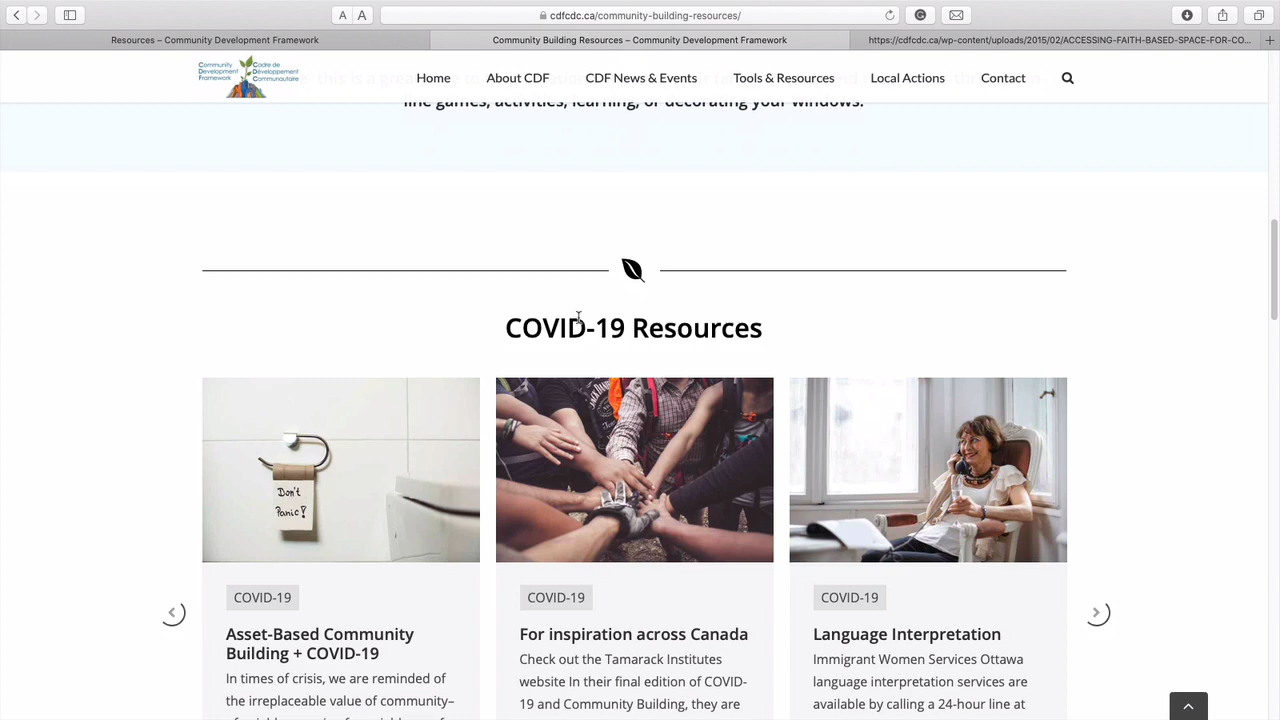 A A
cdfcdc.ca/community-building-resources/
Resources – Community Development Framework
Community Building Resources – Community Development Framework
https://cdfcdc.ca/wp-content/uploads/2015/02/ACCESSING-FAITH-BASED-SPACE-FOR-CO...
Community Development Framework
Cadre de Développement Communautaire
Home
About CDF
CDF News & Events
Tools & Resources
Local Actions
Contact
line games, activities, learning, or decorating your windows.
COVID-19 Resources
Don't
Panic!
COVID-19
Asset-Based Community
Building + COVID-19
In times of crisis, we are reminded of
the irreplaceable value of community–
COVID-19
For inspiration across Canada
Check out the Tamarack Institutes
website In their final edition of COVID-
19 and Community Building, they are
COVID-19
Language Interpretation
Immigrant Women Services Ottawa
language interpretation services are
available by calling a 24-hour line at